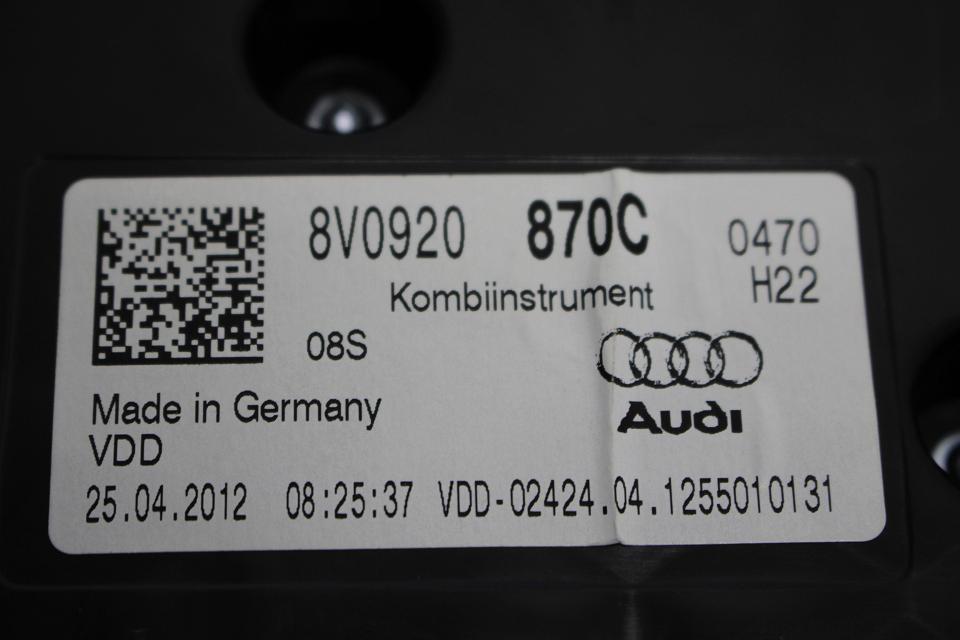 8V0920 870C 0470
H22
Kombiinstrument
08S
Audi
Made in Germany
VDD
25.04.2012 08:25:37 VDD-02424.04.1255010131